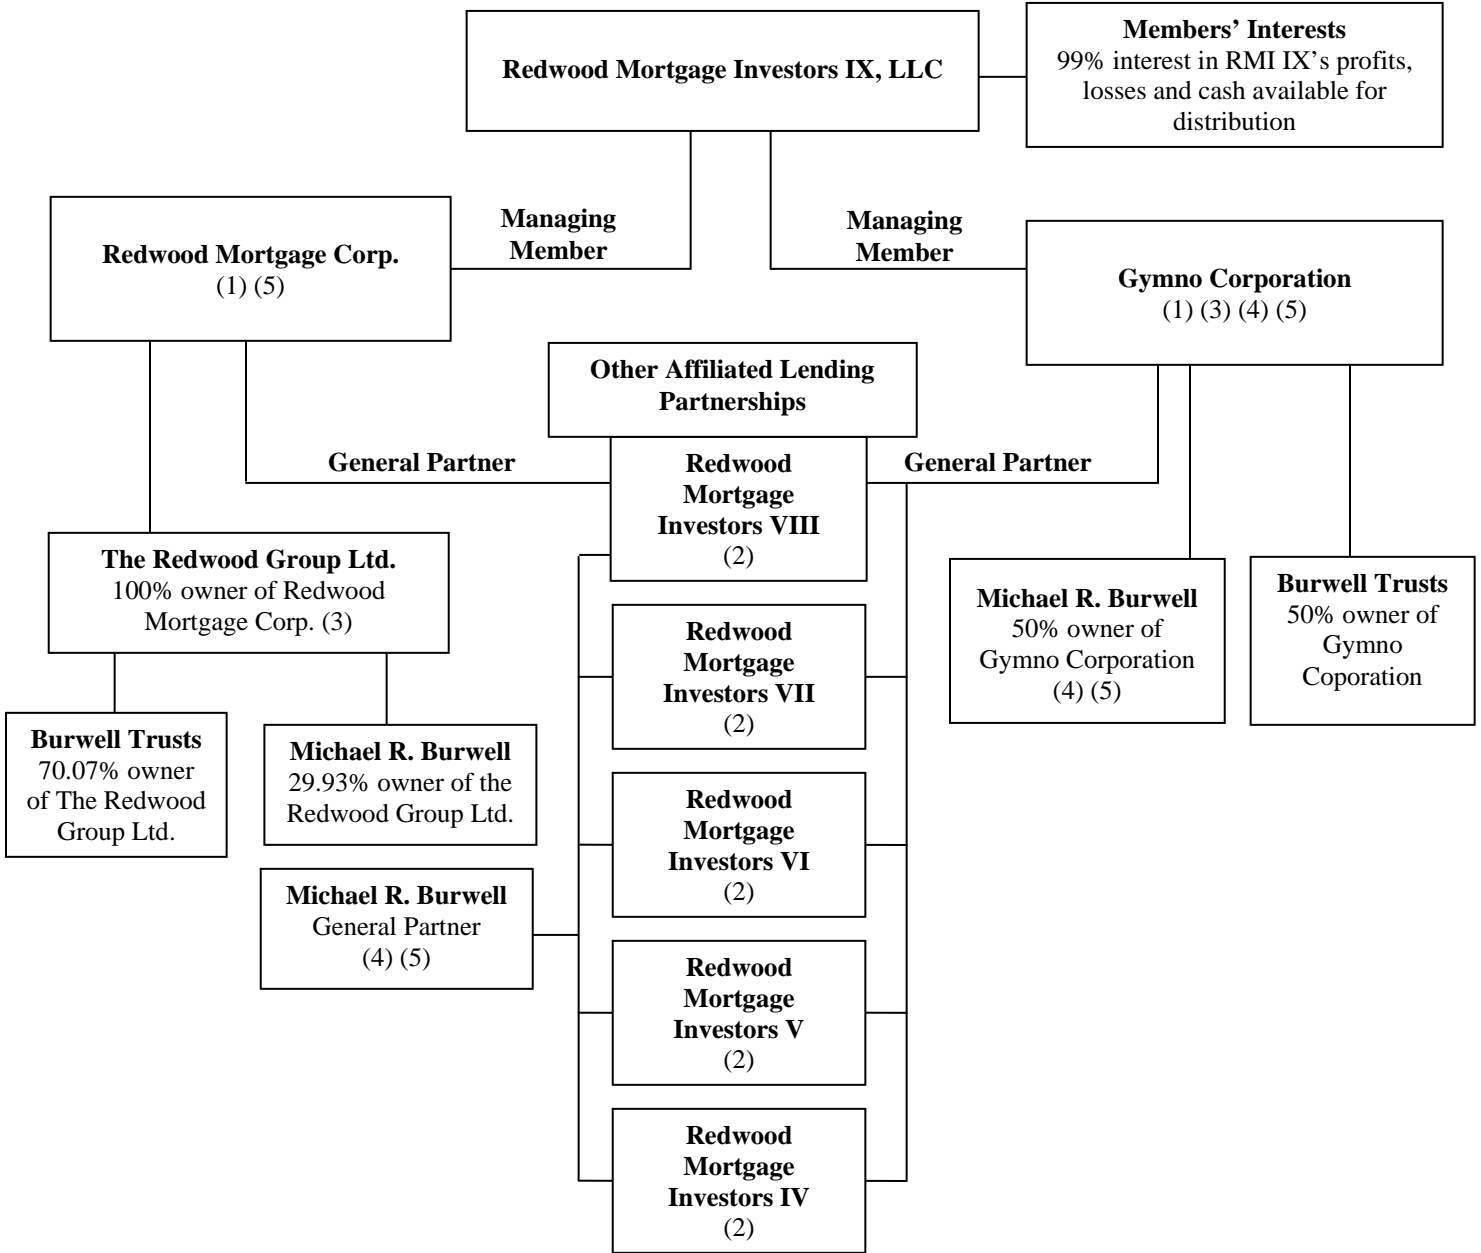 Redwood Mortgage Investors IX, LLC
Members’ Interests
99% interest in RMI IX’s profits,
losses and cash available for
distribution
Redwood Mortgage Corp.
(1) (5)
Managing
Member
Managing
Member
Gymno Corporation
(1) (3) (4) (5)
Other Affiliated Lending
Partnerships
General Partner
Redwood
Mortgage
Investors VIII
(2)
General Partner
The Redwood Group Ltd.
100% owner of Redwood
Mortgage Corp. (3)
Michael R. Burwell
50% owner of
Gymno Corporation
(4) (5)
Burwell Trusts
50% owner of
Gymno
Coporation
Redwood
Mortgage
Investors VII
(2)
Burwell Trusts
70.07% owner
of The Redwood
Group Ltd.
Michael R. Burwell
29.93% owner of the
Redwood Group Ltd.
Redwood
Mortgage
Investors VI
(2)
Michael R. Burwell
General Partner
(4) (5)
Redwood
Mortgage
Investors V
(2)
Redwood
Mortgage
Investors IV
(2)